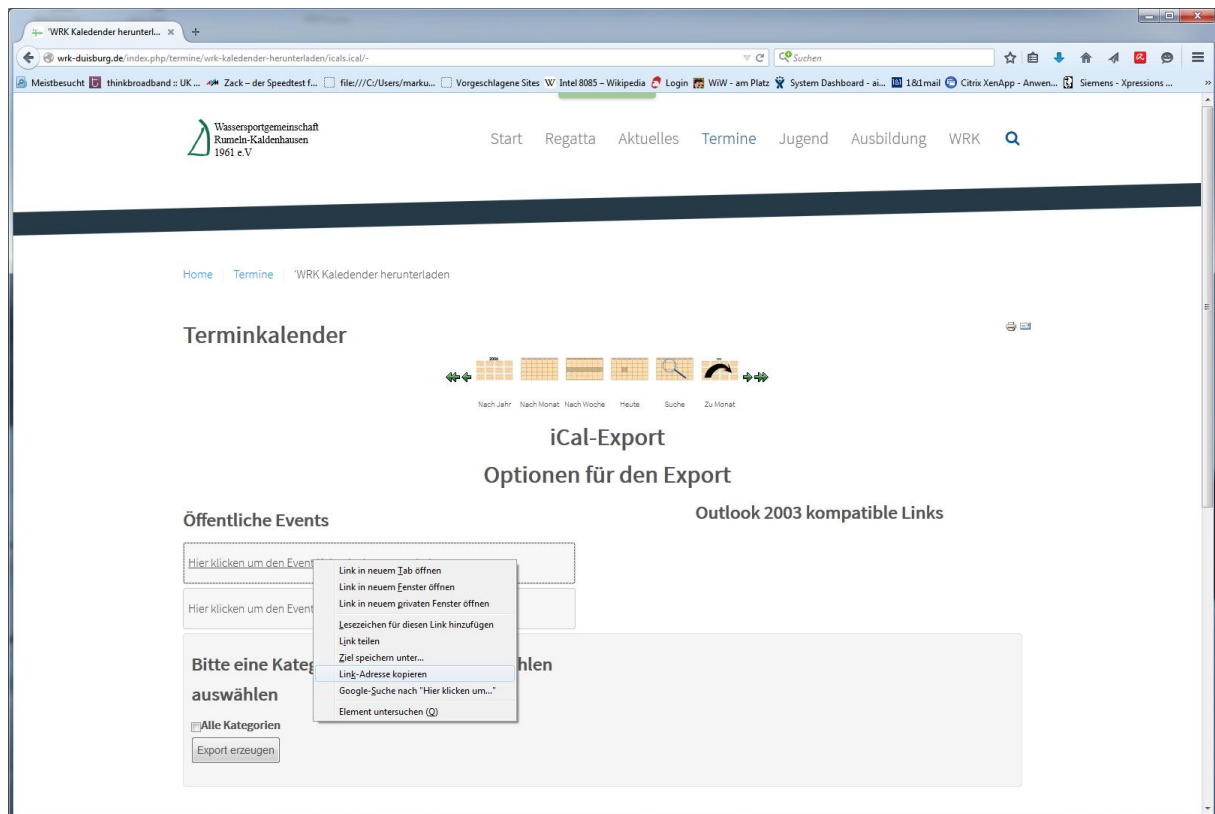 'WRK Kaledender herunterl...
wrk-duisburg.de/index.php/termine/wrk-kaledender-herunterladen/icals.ical/-
Suchen
Meistbesucht thinkbroadband :: UK ... Zack – der Speedtest f... file:///C:/Users/marku... Vorgeschlagene Sites Intel 8085 – Wikipedia Login WiW - am Platz System Dashboard - ai... 1&1mail Citrix XenApp - Anwen... Siemens - Xpressions ...
Wassersportgemeinschaft
Rumeln-Kaldenhausen
1961 e.V
Start Regatta Aktuelles Termine Jugend Ausbildung WRK
Home Termine 'WRK Kaledender herunterladen
Terminkalender
Nach Jahr Nach Monat Nach Woche Heute Suche Zu Monat
iCal-Export
Optionen für den Export
Öffentliche Events
Outlook 2003 kompatible Links
Hier klicken um den Event
Hier klicken um den Event
Link in neuem Tab öffnen
Link in neuem Fenster öffnen
Link in neuem privaten Fenster öffnen
Lesezeichen für diesen Link hinzufügen
Link teilen
Ziel speichern unter...
Link-Adresse kopieren
Google-Suche nach "Hier klicken um..."
Element untersuchen (Q)
Bitte eine Kateg hlen
auswählen
Alle Kategorien
Export erzeugen